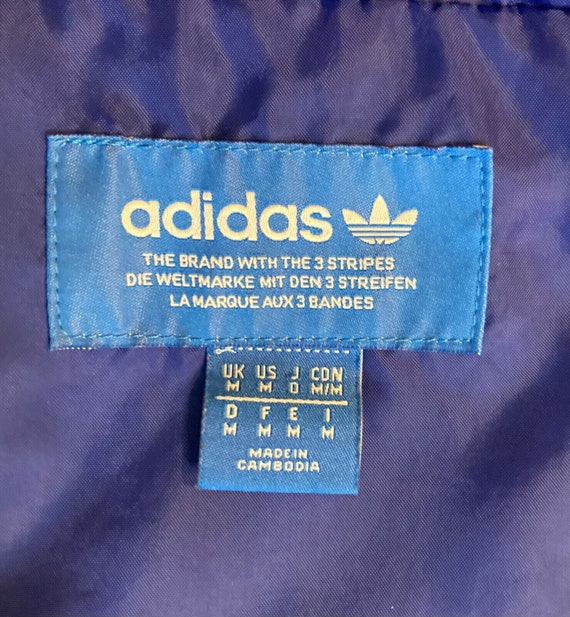 adidas
THE BRAND WITH THE 3 STRIPES
DIE WELTMARKE MIT DEN 3 STREIFEN
LA MARQUE AUX 3 BANDES
UK US J CDN
M M O M/M
D F E I
M M M M
MADE IN
CAMBODIA